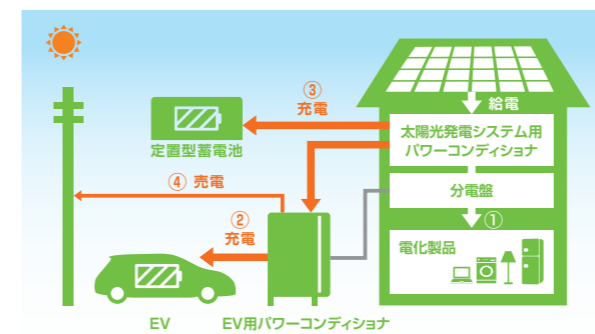 給電
③
充電
太陽光発電システム用
パワーコンディショナ
定置型蓄電池
④ 売電
分電盤
①
②
充電
電化製品
EV
EV用パワーコンディショナ